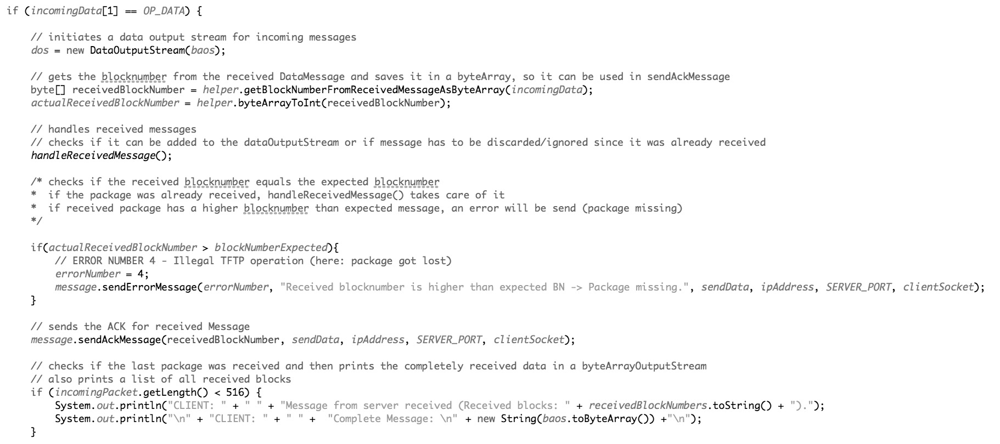 if (incomingData[1] == OP_DATA) {
// initiates a data output stream for incoming messages
dos = new DataOutputStream(baos);
// gets the blocknumber from the received DataMessage and saves it in a byteArray, so it can be used in sendAckMessage
byte[] receivedBlockNumber = helper.getBlockNumberFromReceivedMessageAsByteArray(incomingData);
actualReceivedBlockNumber = helper.byteArrayToInt(receivedBlockNumber);
// handles received messages
// checks if it can be added to the dataOutputStream or if message has to be discarded/ignored since it was already received
handleReceivedMessage();
/* checks if the received blocknumber equals the expected blocknumber
*  if the package was already received, handleReceivedMessage() takes care of it
*  if received package has a higher blocknumber than expected message, an error will be send (package missing)
*/
if(actualReceivedBlockNumber > blockNumberExpected){
// ERROR NUMBER 4 - Illegal TFTP operation (here: package got lost)
errorNumber = 4;
message.sendErrorMessage(errorNumber, "Received blocknumber is higher than expected BN -> Package missing.", sendData, ipAddress, SERVER_PORT, clientSocket);
}
// sends the ACK for received Message
message.sendAckMessage(receivedBlockNumber, sendData, ipAddress, SERVER_PORT, clientSocket);
// checks if the last package was received and then prints the completely received data in a byteArrayOutputStream
// also prints a list of all received blocks
if (incomingPacket.getLength() < 516) {
System.out.println("CLIENT: " + " " + "Message from server received (Received blocks: " + receivedBlockNumbers.toString() + ").");
System.out.println("\n" + "CLIENT: " + " " +  "Complete Message: \n" + new String(baos.toByteArray()) +"\n");
}